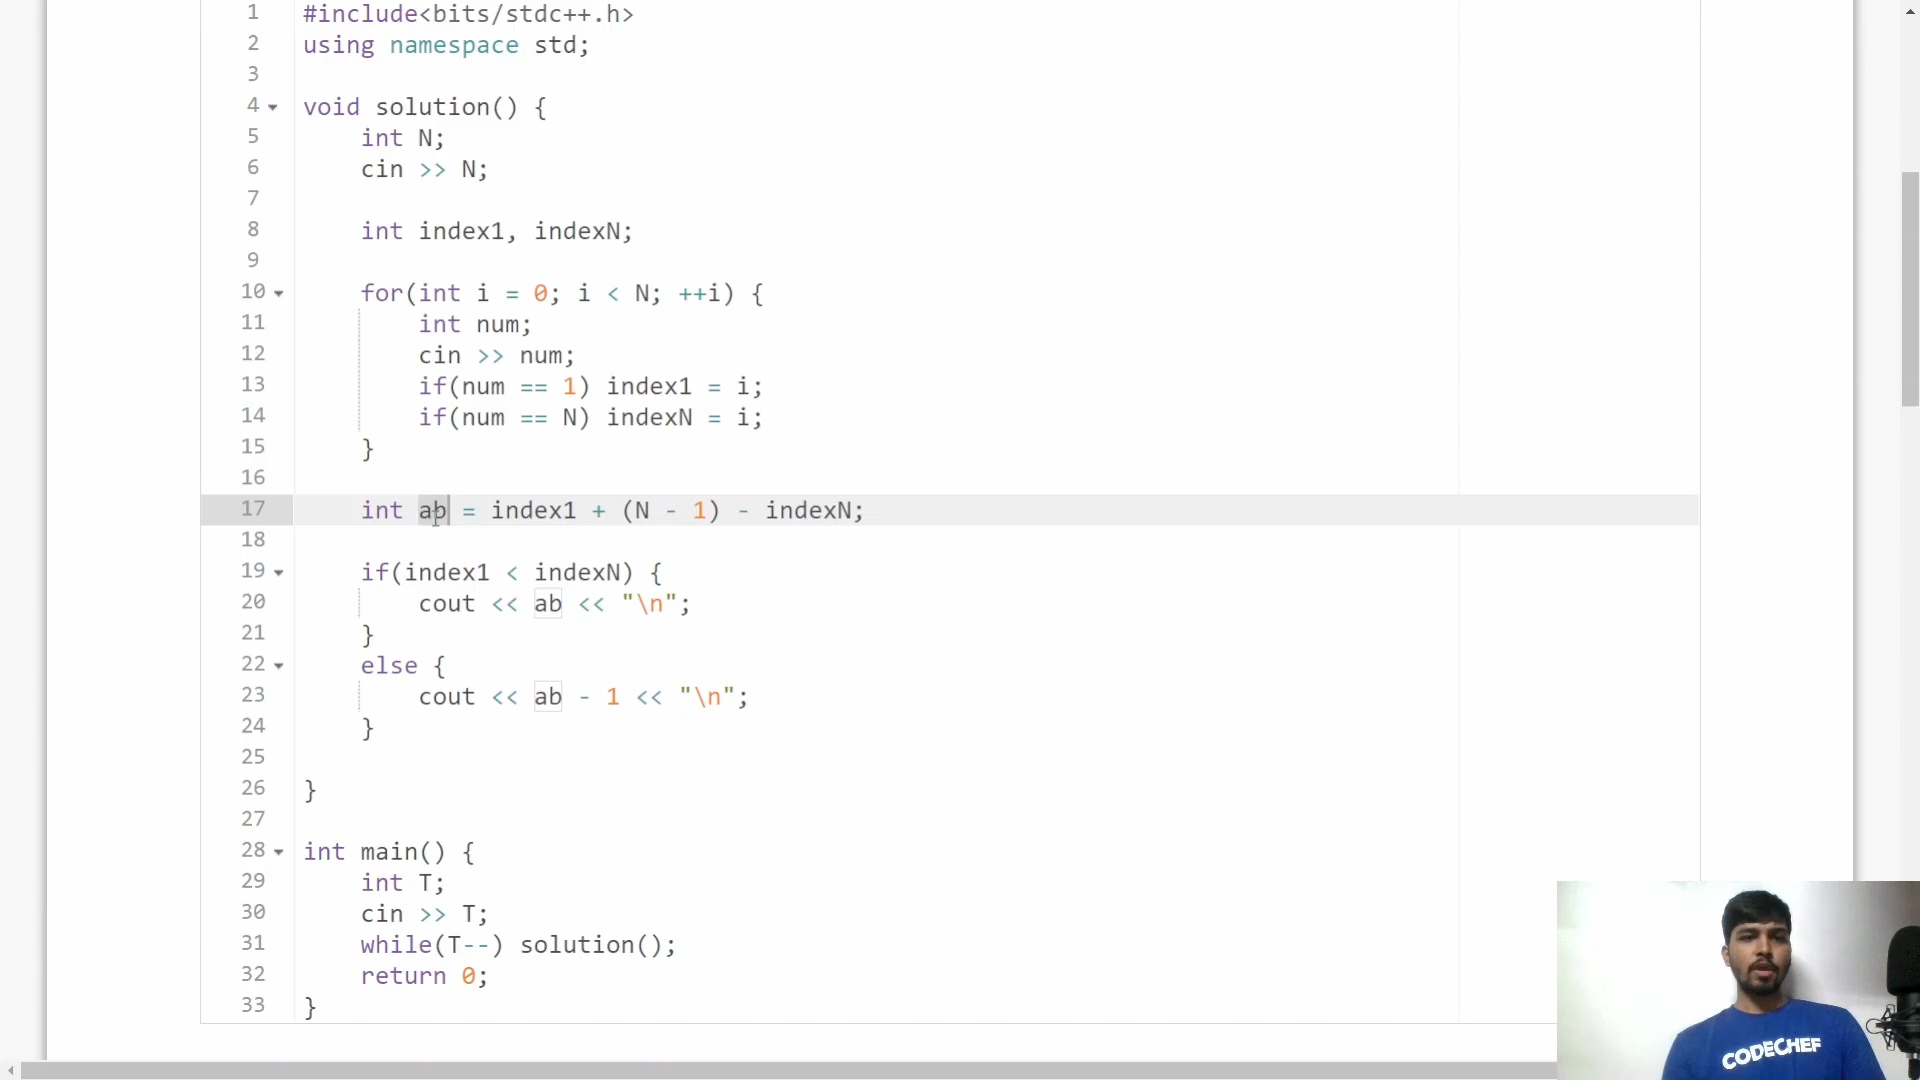 1 #include<bits/stdc++.h>
2 using namespace std;
3
4 void solution() {
5     int N;
6     cin >> N;
7
8     int index1, indexN;
9
10     for(int i = 0; i < N; ++i) {
11         int num;
12         cin >> num;
13         if(num == 1) index1 = i;
14         if(num == N) indexN = i;
15     }
16
17     int ab = index1 + (N - 1) - indexN;
18
19     if(index1 < indexN) {
20         cout << ab << "\n";
21     }
22     else {
23         cout << ab - 1 << "\n";
24     }
25
26 }
27
28 int main() {
29     int T;
30     cin >> T;
31     while(T--) solution();
32     return 0;
33 }
CODECHEF